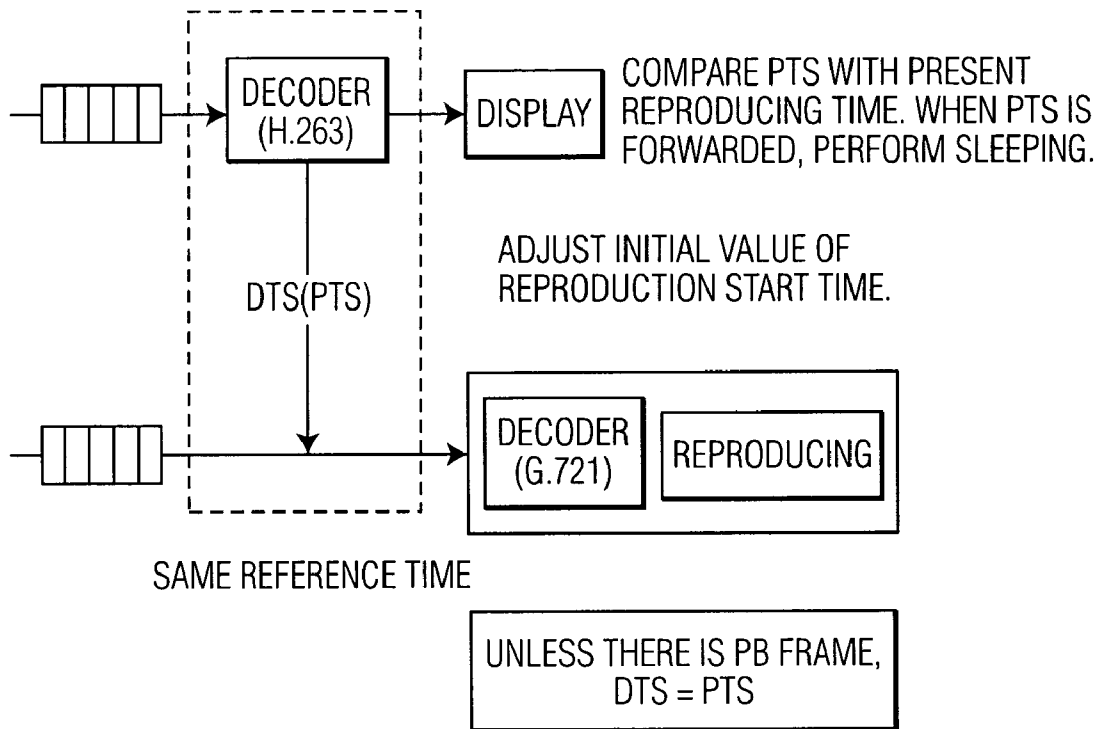 DECODER
(H.263)
DISPLAY
COMPARE PTS WITH PRESENT
REPRODUCING TIME. WHEN PTS IS
FORWARDED, PERFORM SLEEPING.
ADJUST INITIAL VALUE OF
REPRODUCTION START TIME.
DTS(PTS)
DECODER
(G.721)
REPRODUCING
SAME REFERENCE TIME
UNLESS THERE IS PB FRAME,
DTS = PTS